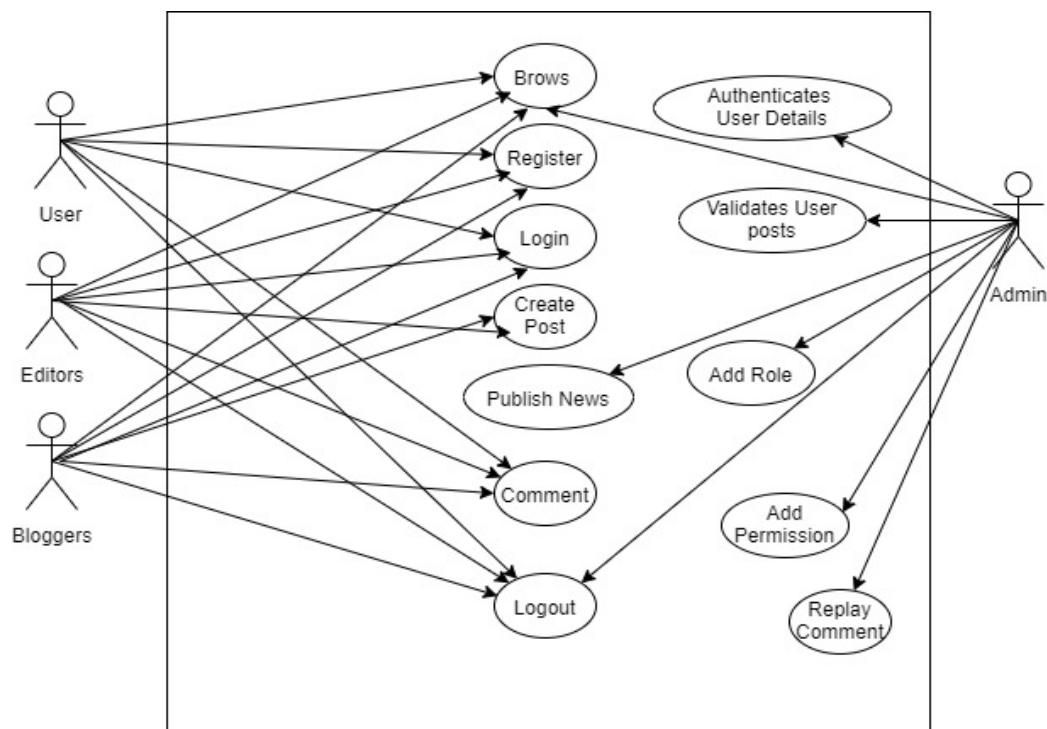 Brows
Authenticates
User Details
Register
User
Validates User
posts
Login
Admin
Create
Post
Editors
Add Role
Publish News
Comment
Add
Permission
Bloggers
Logout
Replay
Comment